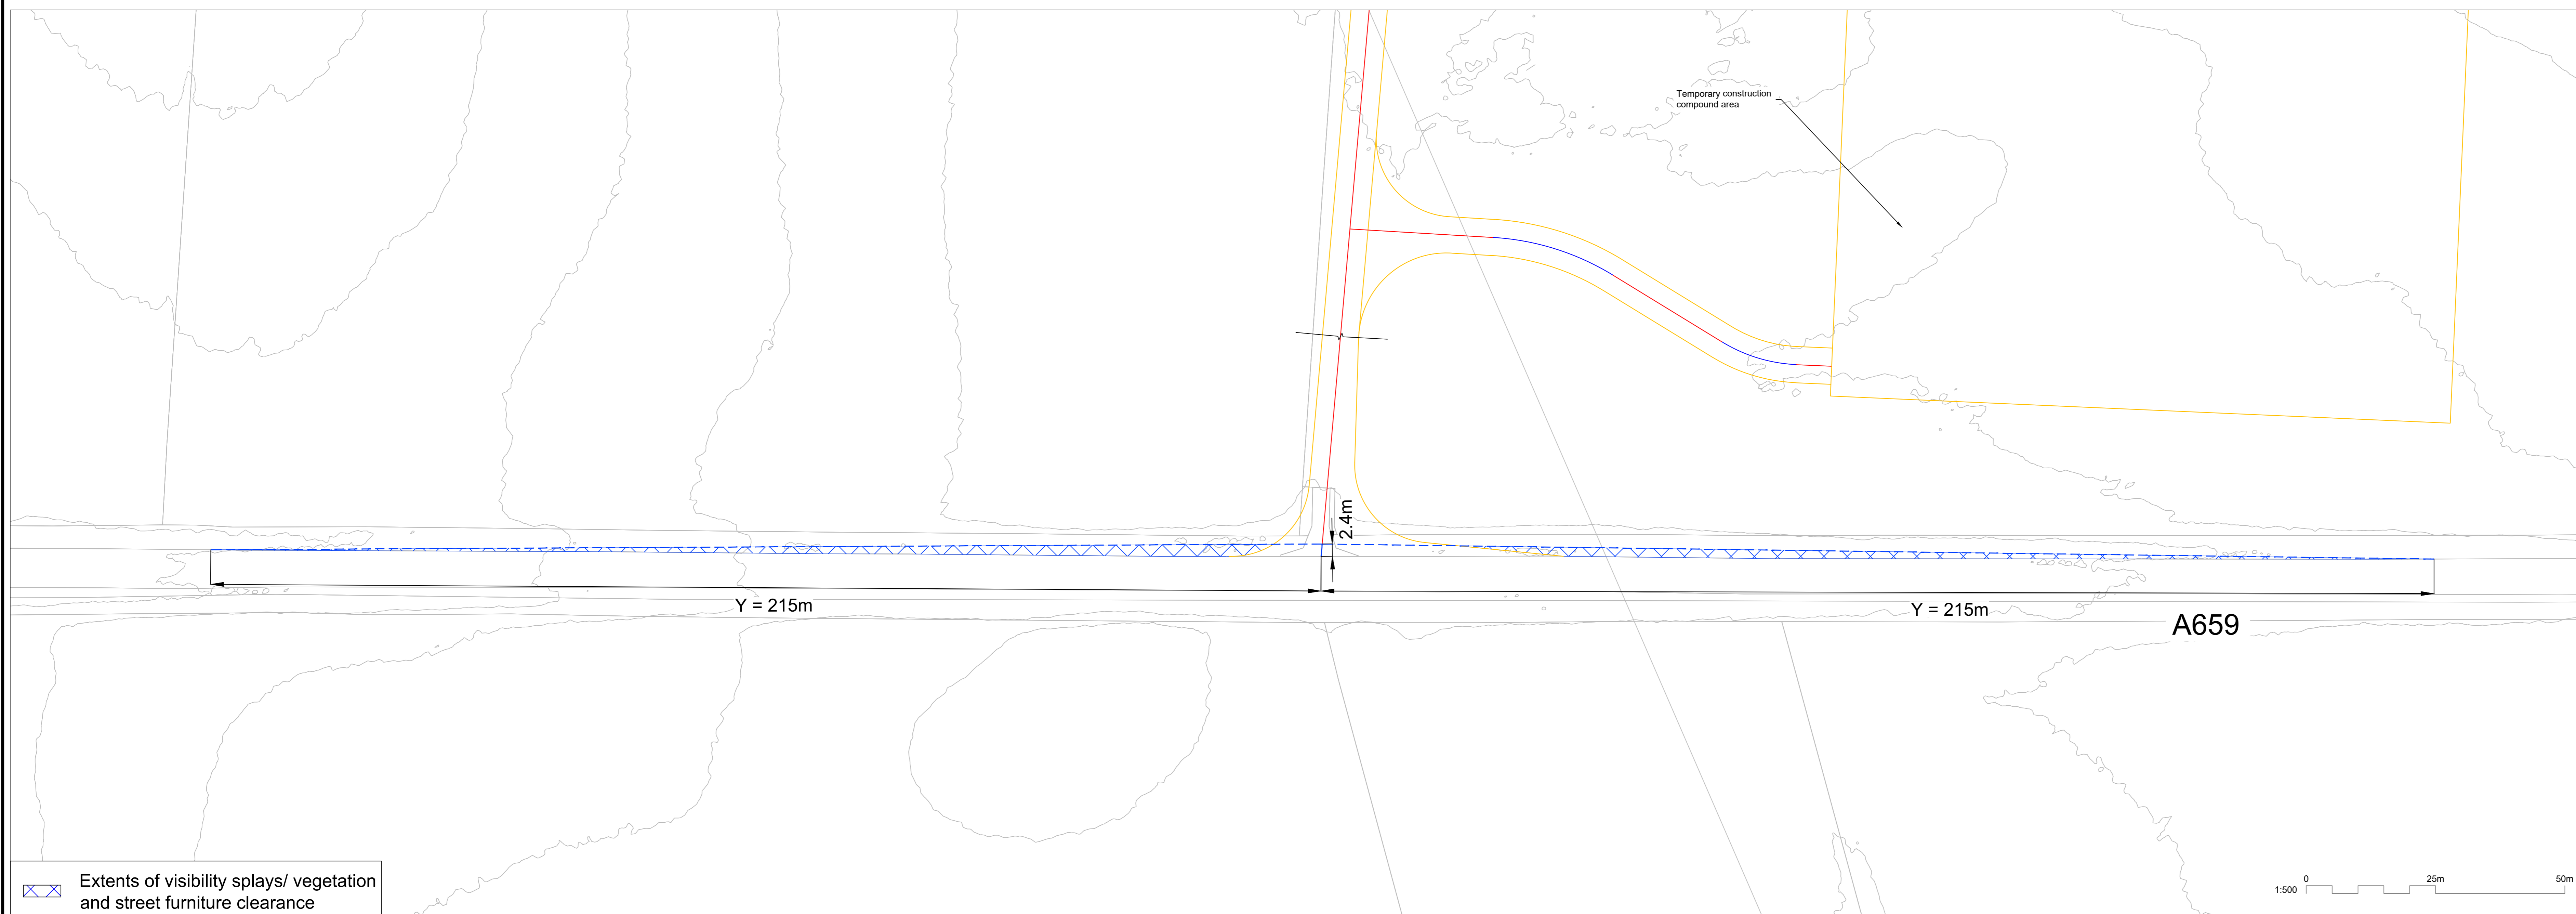 Temporary construction
compound area
2.4m
Y = 215m
Y = 215m
A659
Extents of visibility splays/ vegetation
and street furniture clearance
1:500
0
25m
50m